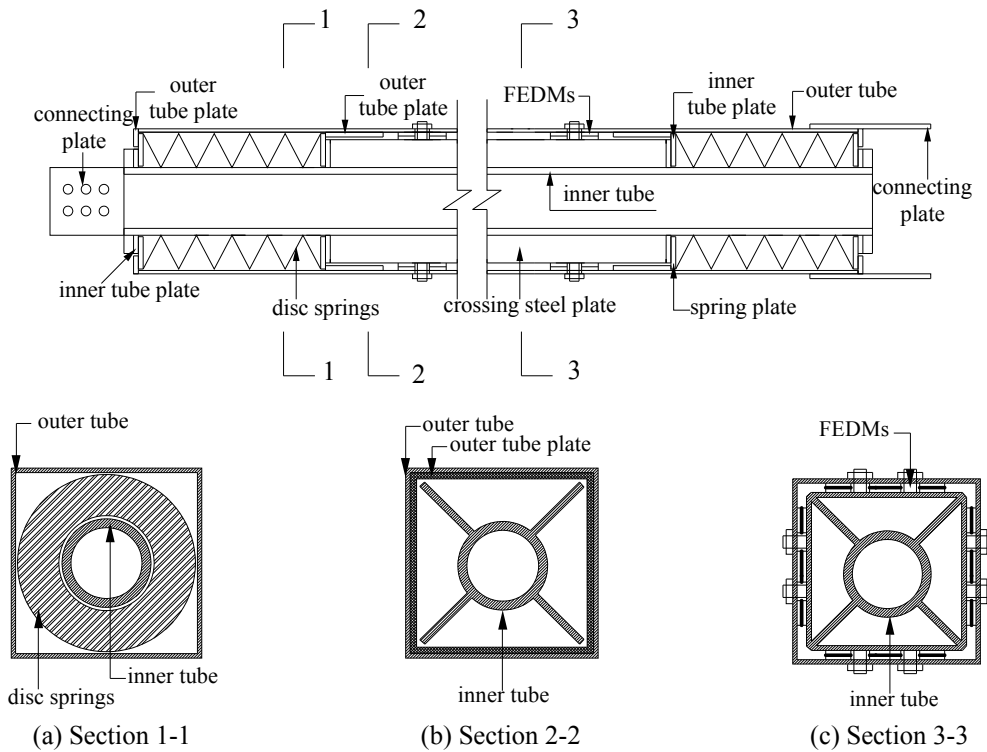 1
2
3
outer
tube plate
connecting
plate
outer
tube plate
FEDMs
inner
tube plate
outer tube
inner tube
connecting
plate
inner tube plate
disc springs
crossing steel plate
spring plate
1
2
3
outer tube
inner tube
disc springs
(a) Section 1-1
outer tube
outer tube plate
inner tube
(b) Section 2-2
FEDMs
inner tube
(c) Section 3-3